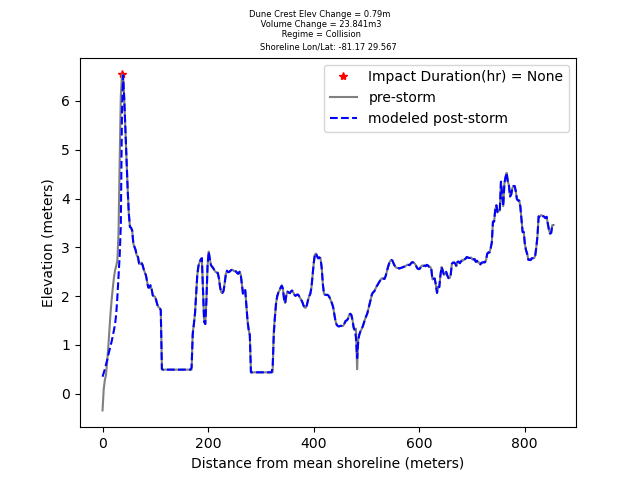 Dune Crest Elev Change = 0.79m
Volume Change = 23.841m3
Regime = Collision
Shoreline Lon/Lat: -81.17 29.567
Impact Duration(hr) = None
pre-storm
modeled post-storm
Elevation (meters)
6
5
4
3
2
1
0
0 200 400 600 800
Distance from mean shoreline (meters)